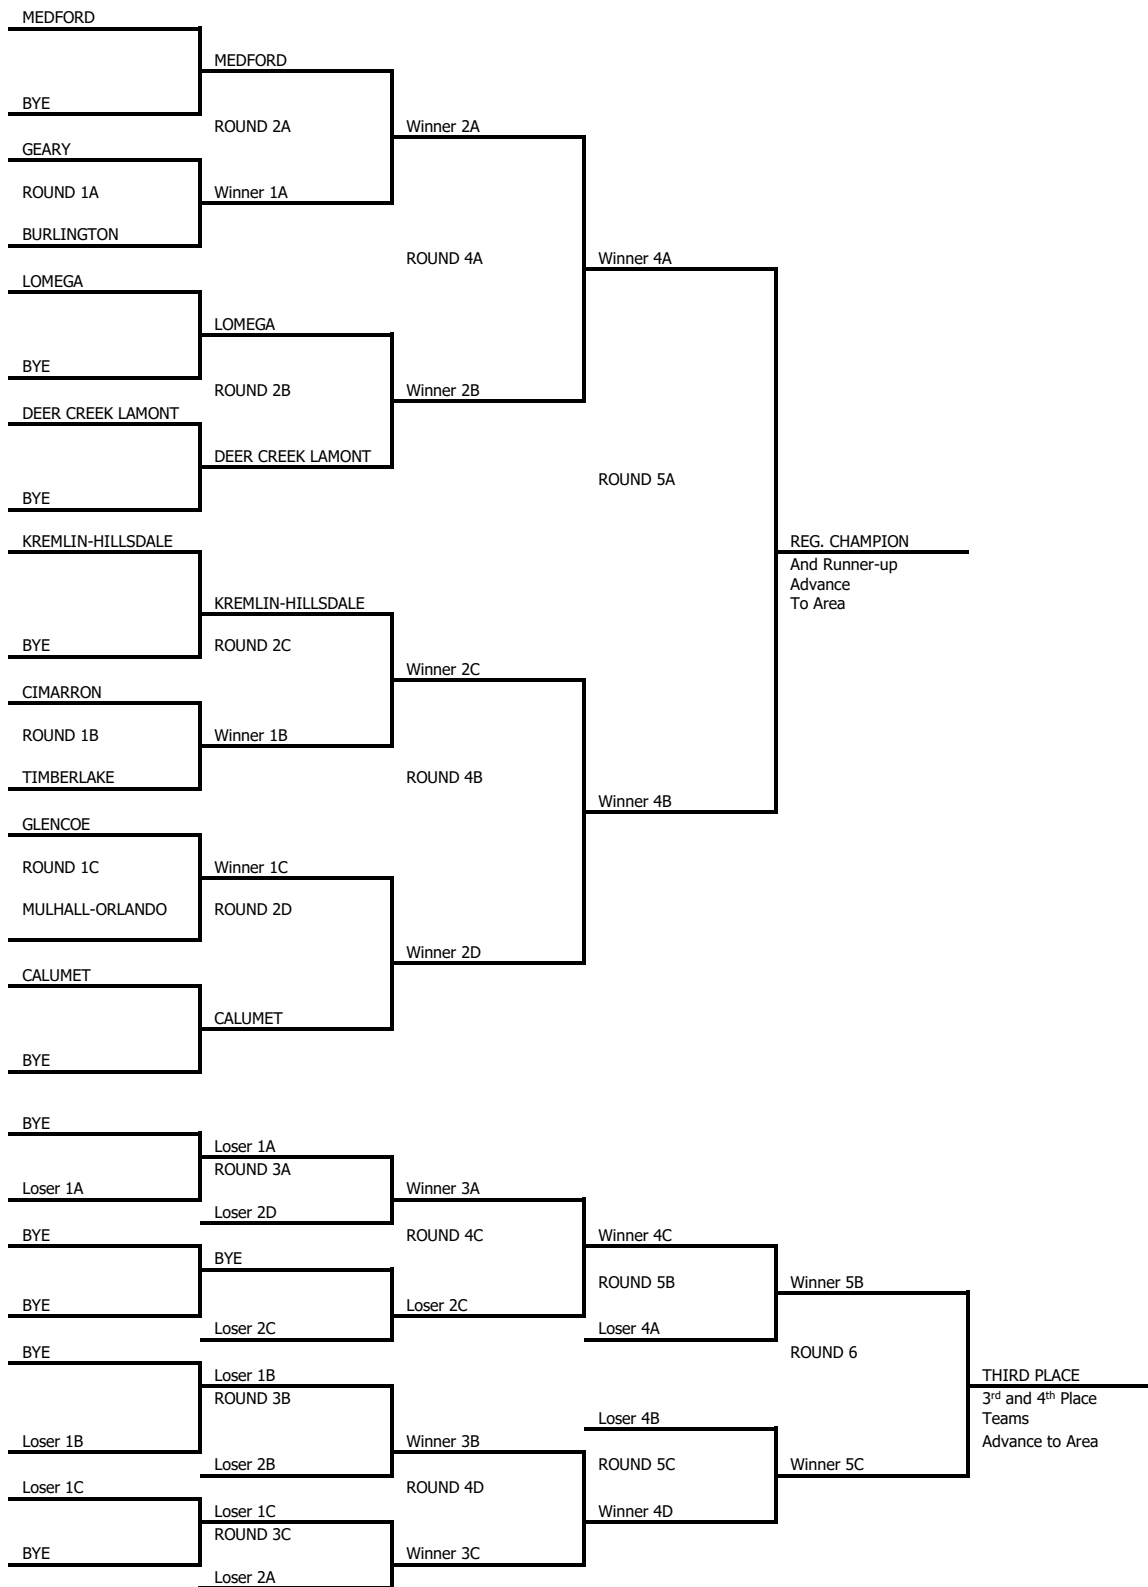 MEDFORD
MEDFORD
BYE
ROUND 2A
Winner 2A
GEARY
ROUND 1A
Winner 1A
BURLINGTON
ROUND 4A
Winner 4A
LOMEGA
LOMEGA
BYE
ROUND 2B
Winner 2B
DEER CREEK LAMONT
DEER CREEK LAMONT
ROUND 5A
BYE
KREMLIN-HILLSDALE
REG. CHAMPION
And Runner-up
Advance
To Area
KREMLIN-HILLSDALE
BYE
ROUND 2C
Winner 2C
CIMARRON
ROUND 1B
Winner 1B
TIMBERLAKE
ROUND 4B
Winner 4B
GLENCOE
ROUND 1C
Winner 1C
MULHALL-ORLANDO
ROUND 2D
Winner 2D
CALUMET
CALUMET
BYE
BYE
Loser 1A
ROUND 3A
Loser 1A
Winner 3A
Loser 2D
BYE
ROUND 4C
Winner 4C
BYE
ROUND 5B
Winner 5B
BYE
Loser 2C
Loser 2C
Loser 4A
BYE
ROUND 6
Loser 1B
THIRD PLACE
ROUND 3B
3rd and 4th Place
Teams
Loser 4B
Loser 1B
Winner 3B
Advance to Area
Loser 2B
ROUND 5C
Winner 5C
Loser 1C
ROUND 4D
Loser 1C
Winner 4D
ROUND 3C
BYE
Winner 3C
Loser 2A